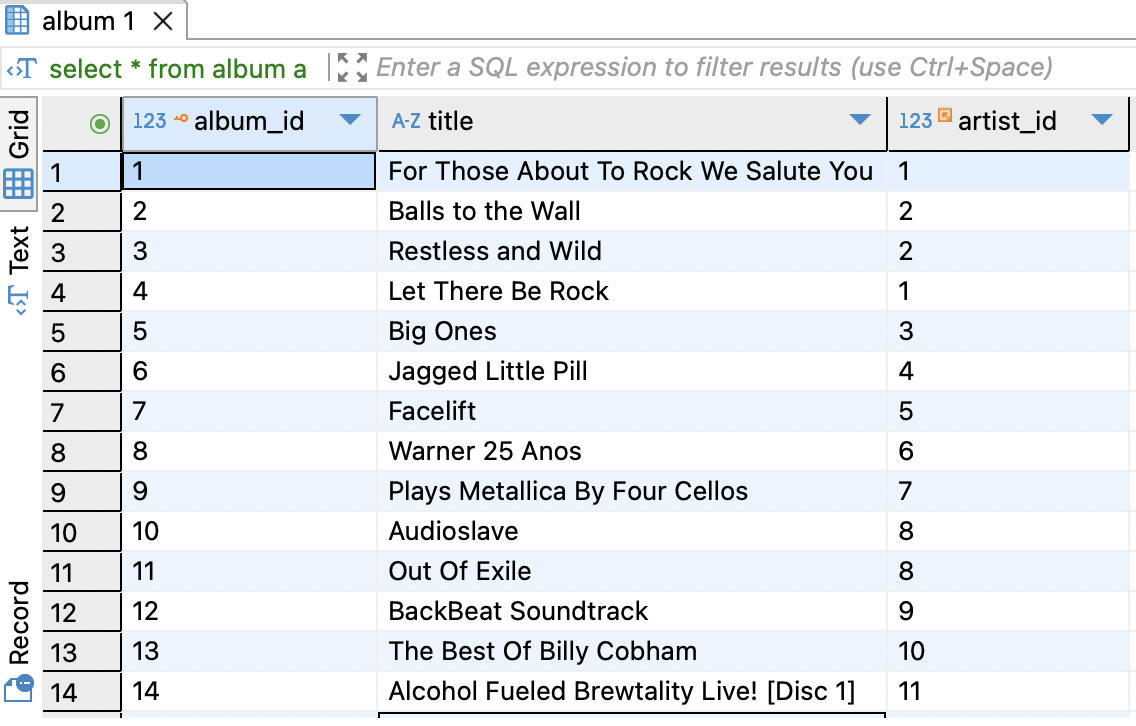 album 1
select * from album a Enter a SQL expression to filter results (use Ctrl+Space)
Grid
Text
Record
123 album_id A-Z title 123 artist_id
1 1 For Those About To Rock We Salute You 1
2 2 Balls to the Wall 2
3 3 Restless and Wild 2
4 4 Let There Be Rock 1
5 5 Big Ones 3
6 6 Jagged Little Pill 4
7 7 Facelift 5
8 8 Warner 25 Anos 6
9 9 Plays Metallica By Four Cellos 7
10 10 Audioslave 8
11 11 Out Of Exile 8
12 12 BackBeat Soundtrack 9
13 13 The Best Of Billy Cobham 10
14 14 Alcohol Fueled Brewtality Live! [Disc 1] 11